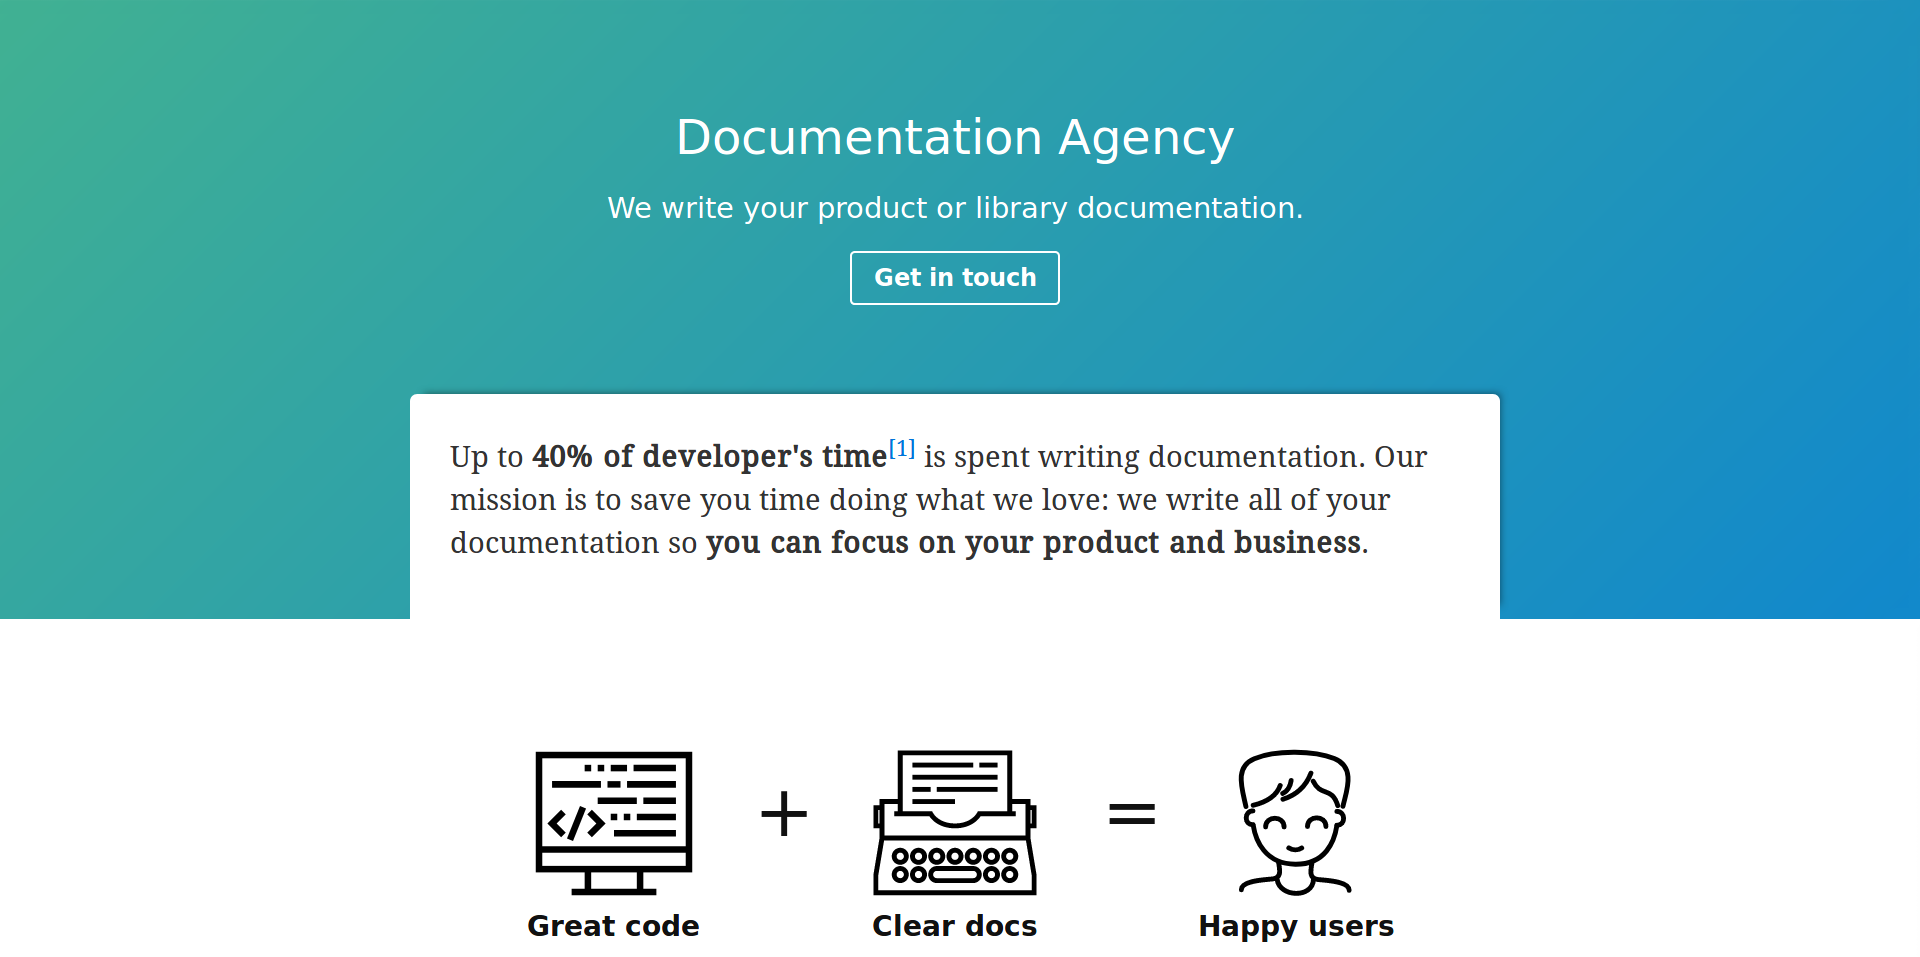 Documentation Agency
We write your product or library documentation.
Get in touch
Up to 40% of developer's time[1] is spent writing documentation. Our
mission is to save you time doing what we love: we write all of your
documentation so you can focus on your product and business.
</>
+
=
Great code
Clear docs
Happy users